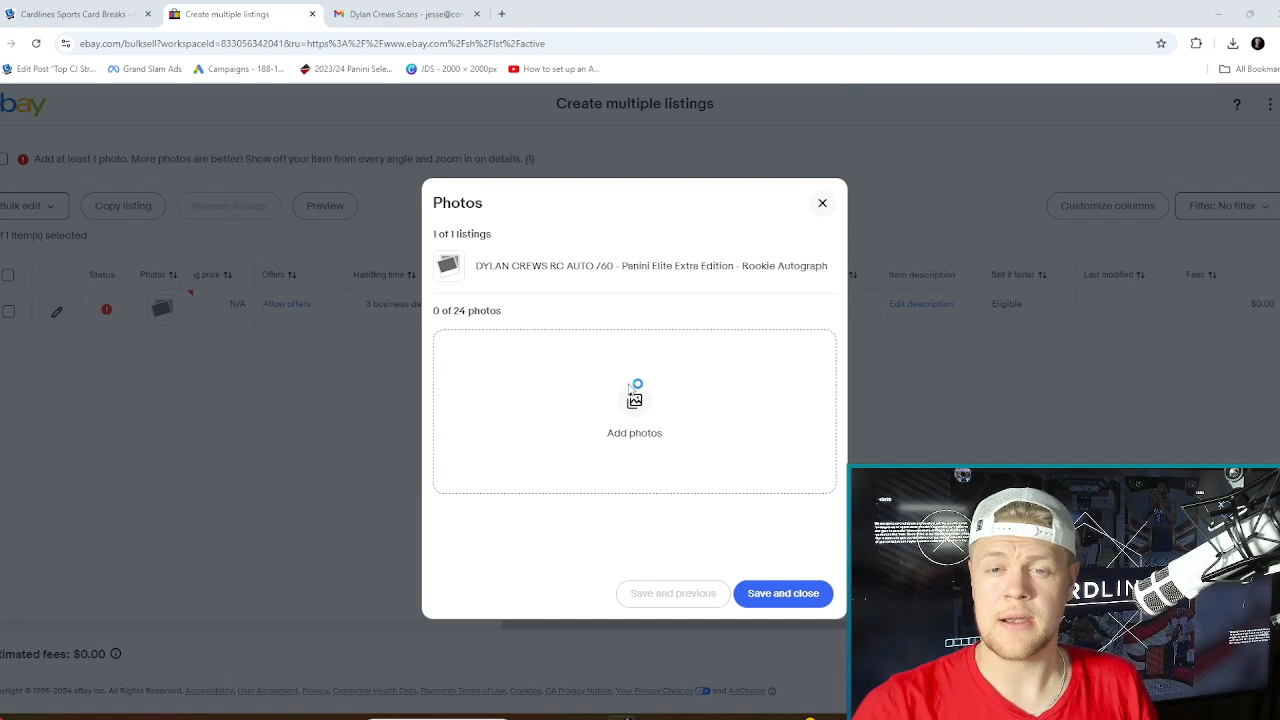 Cardlines Sports Card Breaks -
Create multiple listings
Dylan Crews Scans - jesse@cor
ebay.com/bulksell?workspaceId=833056342041&ru=https%3A%2F%2Fwww.ebay.com%2Fsh%2Flst%2Factive
Edit Post "Top CJ Str...
Grand Slam Ads
Campaigns - 188-1...
2023/24 Panini Sele...
JDS - 2000 × 2000px
How to set up an A...
All Bookmar
bay
Create multiple listings
?
Add at least 1 photo. More photos are better! Show off your item from every angle and zoom in on details. (1)
Bulk edit
Copy listing
Remove listings
Preview
Customize columns
Filter: No filter
f 1 item(s) selected
Status
Photos
g price
Offers
Handling time
Item description
Sell it faster
Last modified
Fees
N/A
Allow offers
3 business da
Edit description
Eligible
$0.00
Photos
1 of 1 listings
DYLAN CREWS RC AUTO /60 - Panini Elite Extra Edition - Rookie Autograph
0 of 24 photos
Add photos
Save and previous
Save and close
timated fees: $0.00
yright © 1995-2024 eBay Inc. All Rights Reserved. Accessibility, User Agreement, Privacy, Consumer Health Data, Payments Terms of Use, Cookies, CA Privacy Notice, Your Privacy Choices and AdChoice
RDLIN